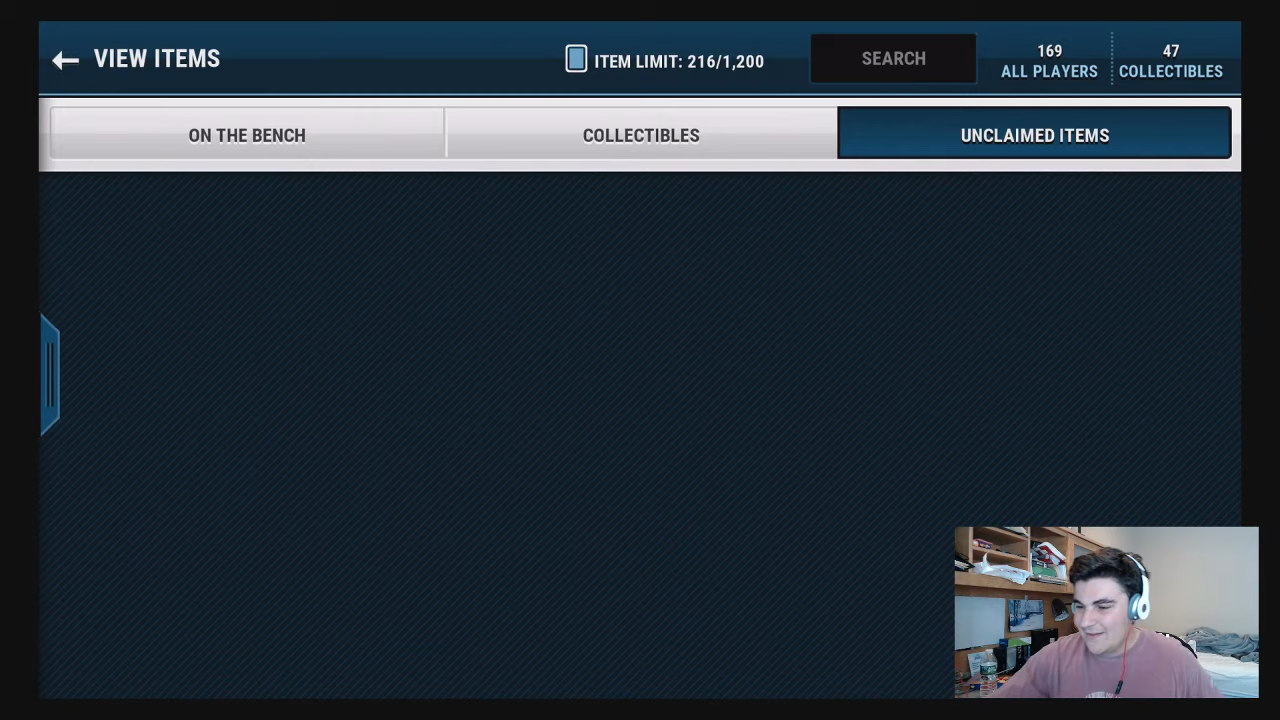 VIEW ITEMS
ITEM LIMIT: 216/1,200
SEARCH
169
ALL PLAYERS
47
COLLECTIBLES
ON THE BENCH
COLLECTIBLES
UNCLAIMED ITEMS